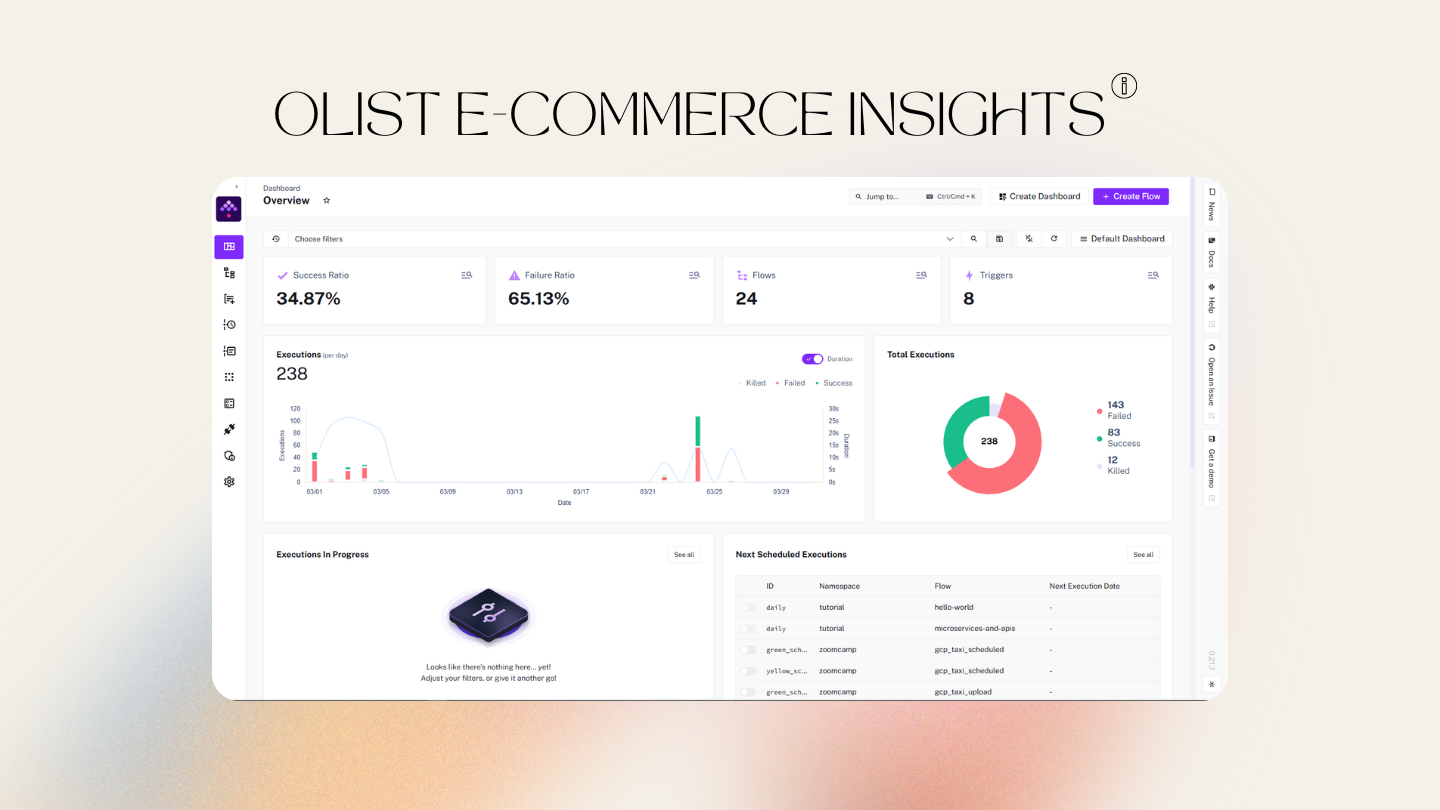 OLIST E-COMMERCE INSIGHTS
Dashboard
Overview
Jump to...
Ctrl/Cmd + K
Create Dashboard
+ Create Flow
Choose filters
Default Dashboard
Success Ratio
34.87%
Failure Ratio
65.13%
Flows
24
Triggers
8
Executions (per day)
238
Duration
Killed
Failed
Success
120
100
80
60
40
20
0
Executions
30s
25s
20s
15s
10s
5s
0s
Duration
03/01
03/05
03/09
03/13
03/17
03/21
03/25
03/29
Date
Total Executions
238
143
Failed
83
Success
12
Killed
Executions In Progress
See all
Looks like there's nothing here... yet!
Adjust your filters, or give it another go!
Next Scheduled Executions
See all
ID Namespace Flow Next Execution Date
daily tutorial hello-world -
daily tutorial microservices-and-apis -
green_sch... zoomcamp gcp_taxi_scheduled -
yellow_sc... zoomcamp gcp_taxi_scheduled -
green_sch... zoomcamp gcp_taxi_upload -
News
Docs
Help
Open an Issue
Get a demo
0.21.7